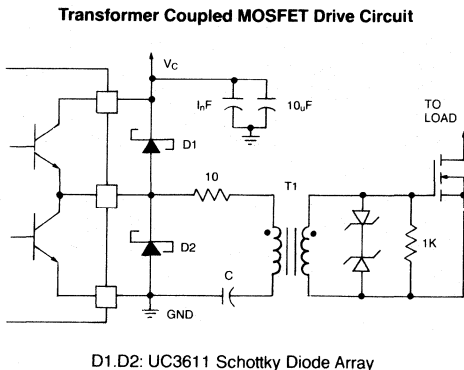 Transformer Coupled MOSFET Drive Circuit
VC
InF
10uF
TO
LOAD
D1
10
T1
D2
1K
C
GND
D1.D2: UC3611 Schottky Diode Array